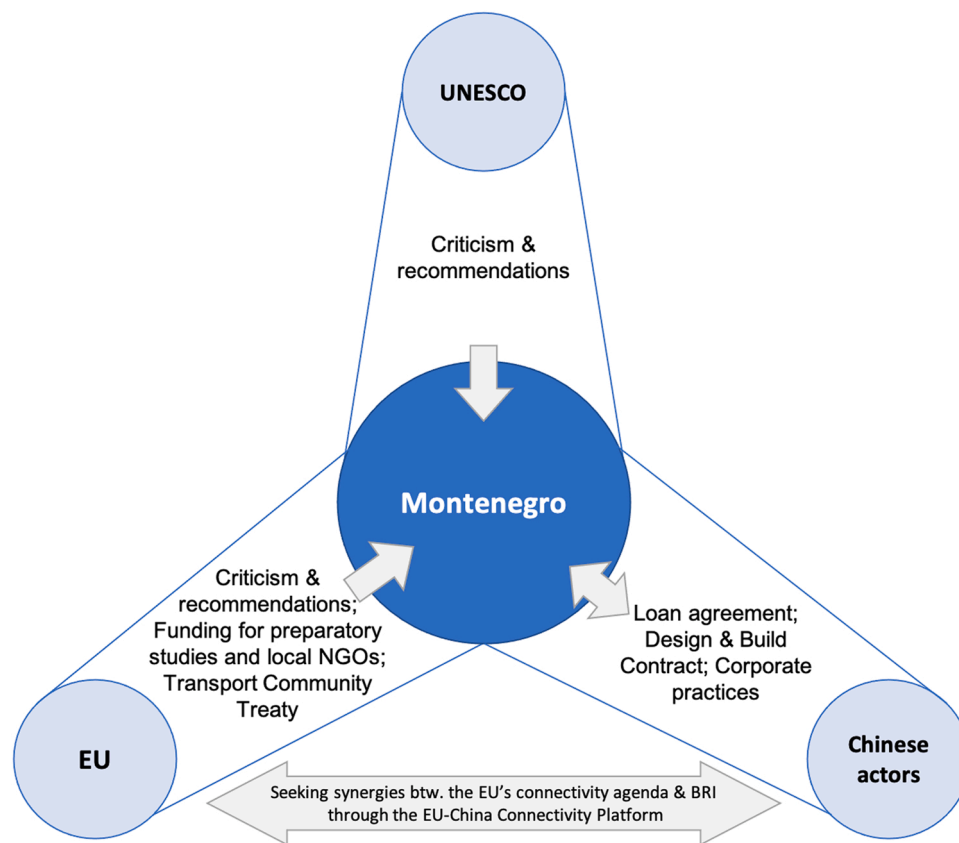 UNESCO
Criticism &
recommendations
Montenegro
Criticism &
recommendations;
Funding for preparatory
studies and local NGOs;
Transport Community
Treaty
Loan agreement;
Design & Build
Contract; Corporate
practices
EU
Chinese
actors
Seeking synergies btw. the EU’s connectivity agenda & BRI
through the EU-China Connectivity Platform